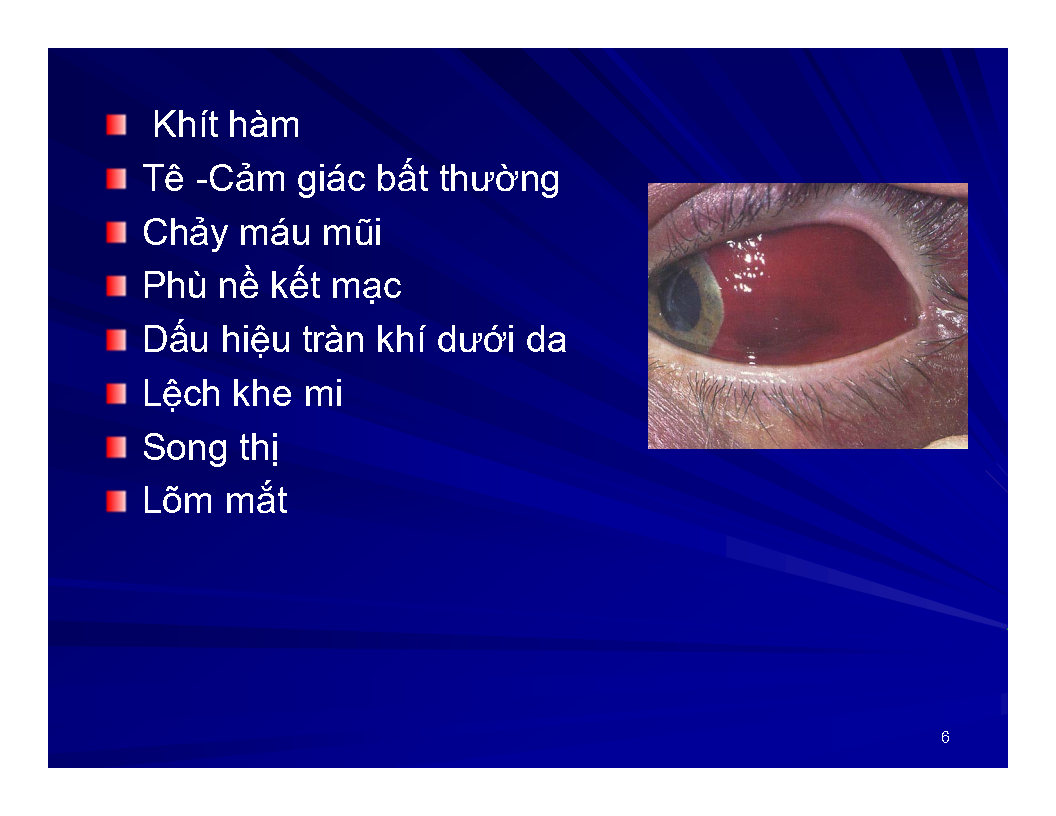 Khít hàm
Tê -Cảm giác bất thường
Chảy máu mũi
Phù nề kết mạc
Dấu hiệu tràn khí dưới da
Lệch khe mi
Song thị
Lõm mắt
6